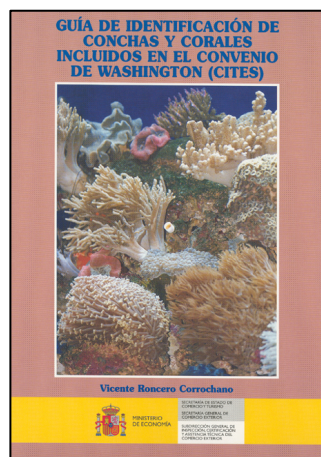 GUÍA DE IDENTIFICACIÓN DE
CONCHAS Y CORALES
INCLUIDOS EN EL CONVENIO
DE WASHINGTON (CITES)
Vicente Roncero Corrochano
MINISTERIO
DE ECONOMÍA
SECRETARÍA DE ESTADO DE
COMERCIO Y TURISMO
SECRETARÍA GENERAL DE
COMERCIO EXTERIOR
SUBDIRECCIÓN GENERAL DE
INSPECCIÓN, CERTIFICACIÓN
Y ASISTENCIA TÉCNICA DEL
COMERCIO EXTERIOR